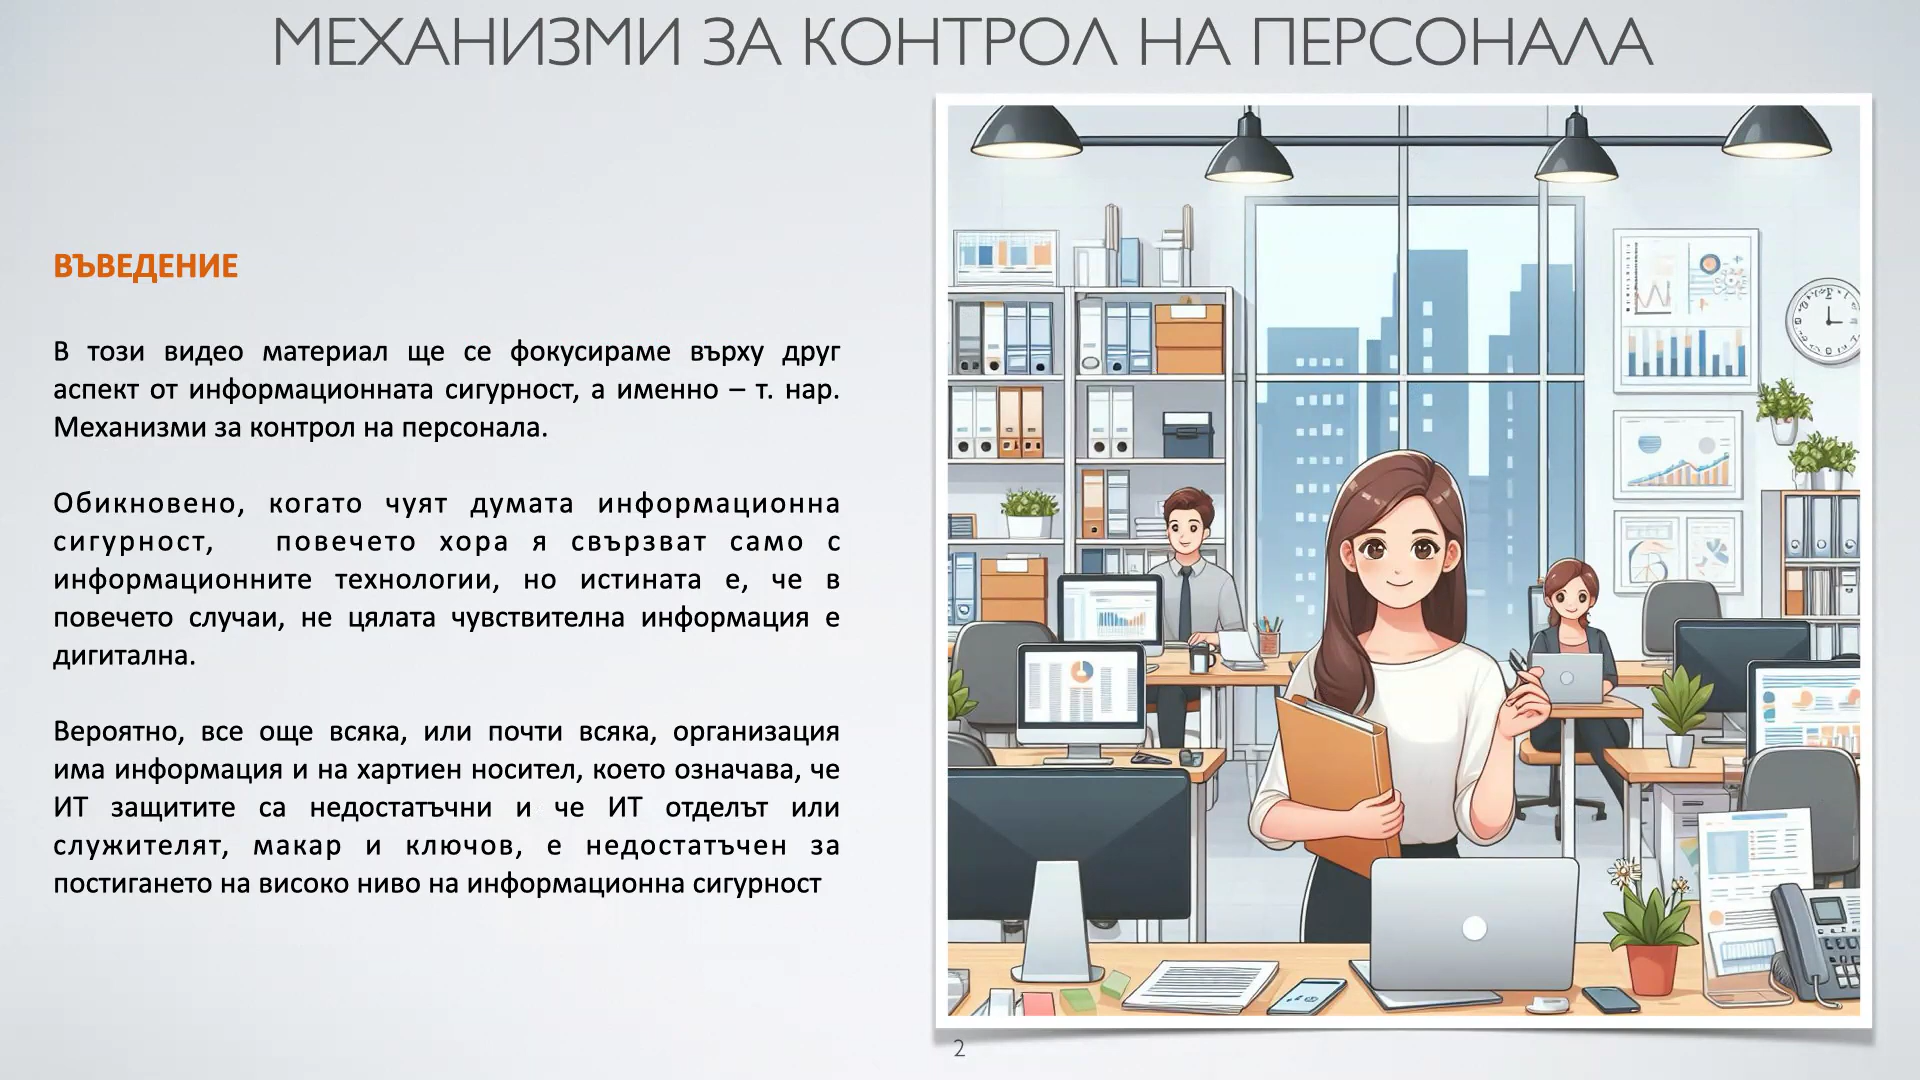 МЕХАНИЗМИ ЗА КОНТРОЛ НА ПЕРСОНАЛА
ВЪВЕДЕНИЕ
В този видео материал ще се фокусираме върху друг
аспект от информационната сигурност, а именно – т. нар.
Механизми за контрол на персонала.
Обикновено, когато чуят думата информационна
сигурност, повечето хора я свързват само с
информационните технологии, но истината е, че в
повечето случаи, не цялата чувствителна информация е
дигитална.
Вероятно, все още всяка, или почти всяка, организация
има информация и на хартиен носител, което означава, че
ИТ защитите са недостатъчни и че ИТ отделът или
служителят, макар и ключов, е недостатъчен за
постигането на високо ниво на информационна сигурност
2